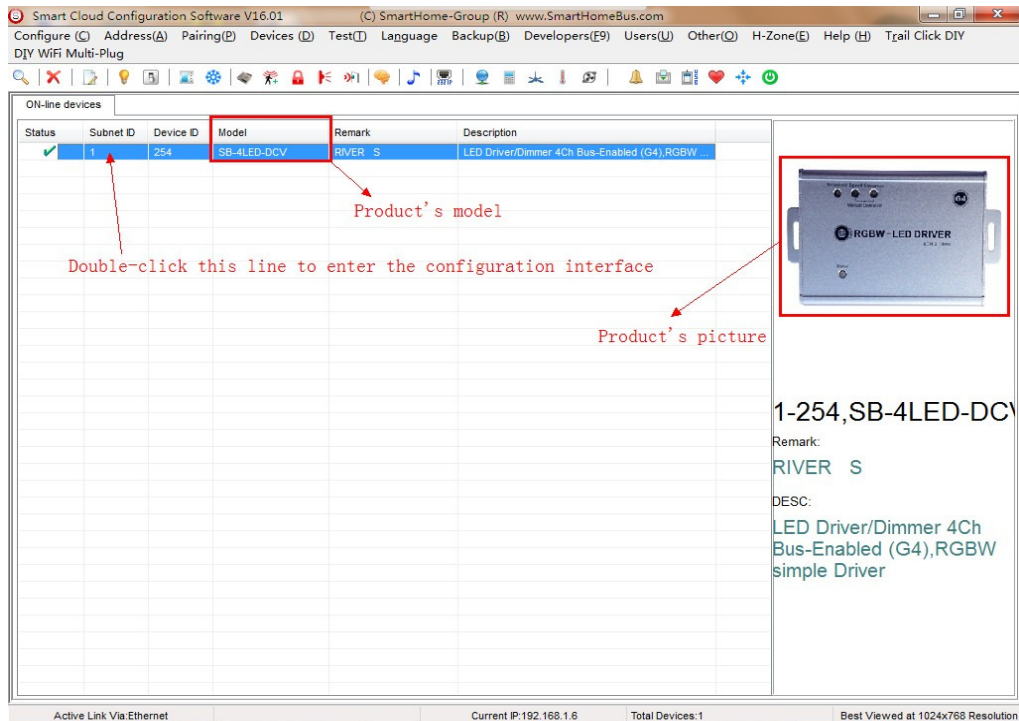 Smart Cloud Configuration Software V16.01 (C) SmartHome-Group (R) www.SmartHomeBus.com
Configure (C) Address(A) Pairing(P) Devices (D) Test(T) Language Backup(B) Developers(F9) Users(U) Other(O) H-Zone(E) Help (H) Trail Click DIY
DIY WiFi Multi-Plug
ON-line devices
Status Subnet ID Device ID Model Remark Description
1 254 SB-4LED-DCV RIVER S LED Driver/Dimmer 4Ch Bus-Enabled (G4),RGBW ...
Product's model
Double-click this line to enter the configuration interface
G4
RGBW-LED DRIVER
Product's picture
1-254,SB-4LED-DCV
Remark:
RIVER S
DESC:
LED Driver/Dimmer 4Ch
Bus-Enabled (G4),RGBW
simple Driver
Active Link Via:Ethernet Current IP:192.168.1.6 Total Devices:1 Best Viewed at 1024x768 Resolution